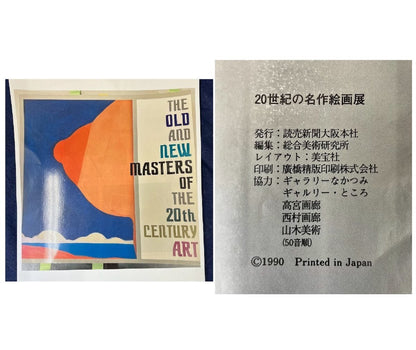 THE
OLD
AND
NEW
MASTERS
OF
THE
20th
CENTURY
ART
20世紀の名作絵画展
発行：読売新聞大阪本社
編集：総合美術研究所
レイアウト：美宝社
印刷：廣橋精版印刷株式会社
協力：ギャラリーなかつみ
ギャルリー・ところ
髙宮画廊
西村画廊
山木美術
(50音順)
©1990 Printed in Japan